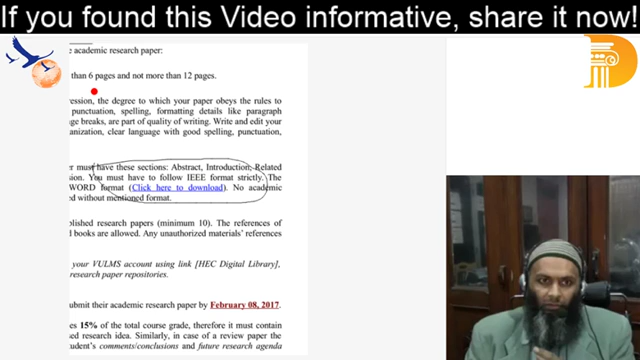 If you found this Video informative, share it now!
e academic research paper:
than 6 pages and not more than 12 pages.
ression, the degree to which your paper obeys the rules to
punctuation, spelling, formatting details like paragraph
ge breaks, are part of quality of writing. Write and edit your
anization, clear language with good spelling, punctuation,
er must have these sections: Abstract, Introduction, Related
sion. You must have to follow IEEE format strictly. The
WORD format (Click here to download). No academic
ed without mentioned format.
blished research papers (minimum 10). The references of
d books are allowed. Any unauthorized materials' references
your VULMS account using link [HEC Digital Library],
research paper repositories.
submit their academic research paper by February 08, 2017.
es 15% of the total course grade, therefore it must contain
sed research idea. Similarly, in case of a review paper the
tudent's comments/conclusions and future research agenda